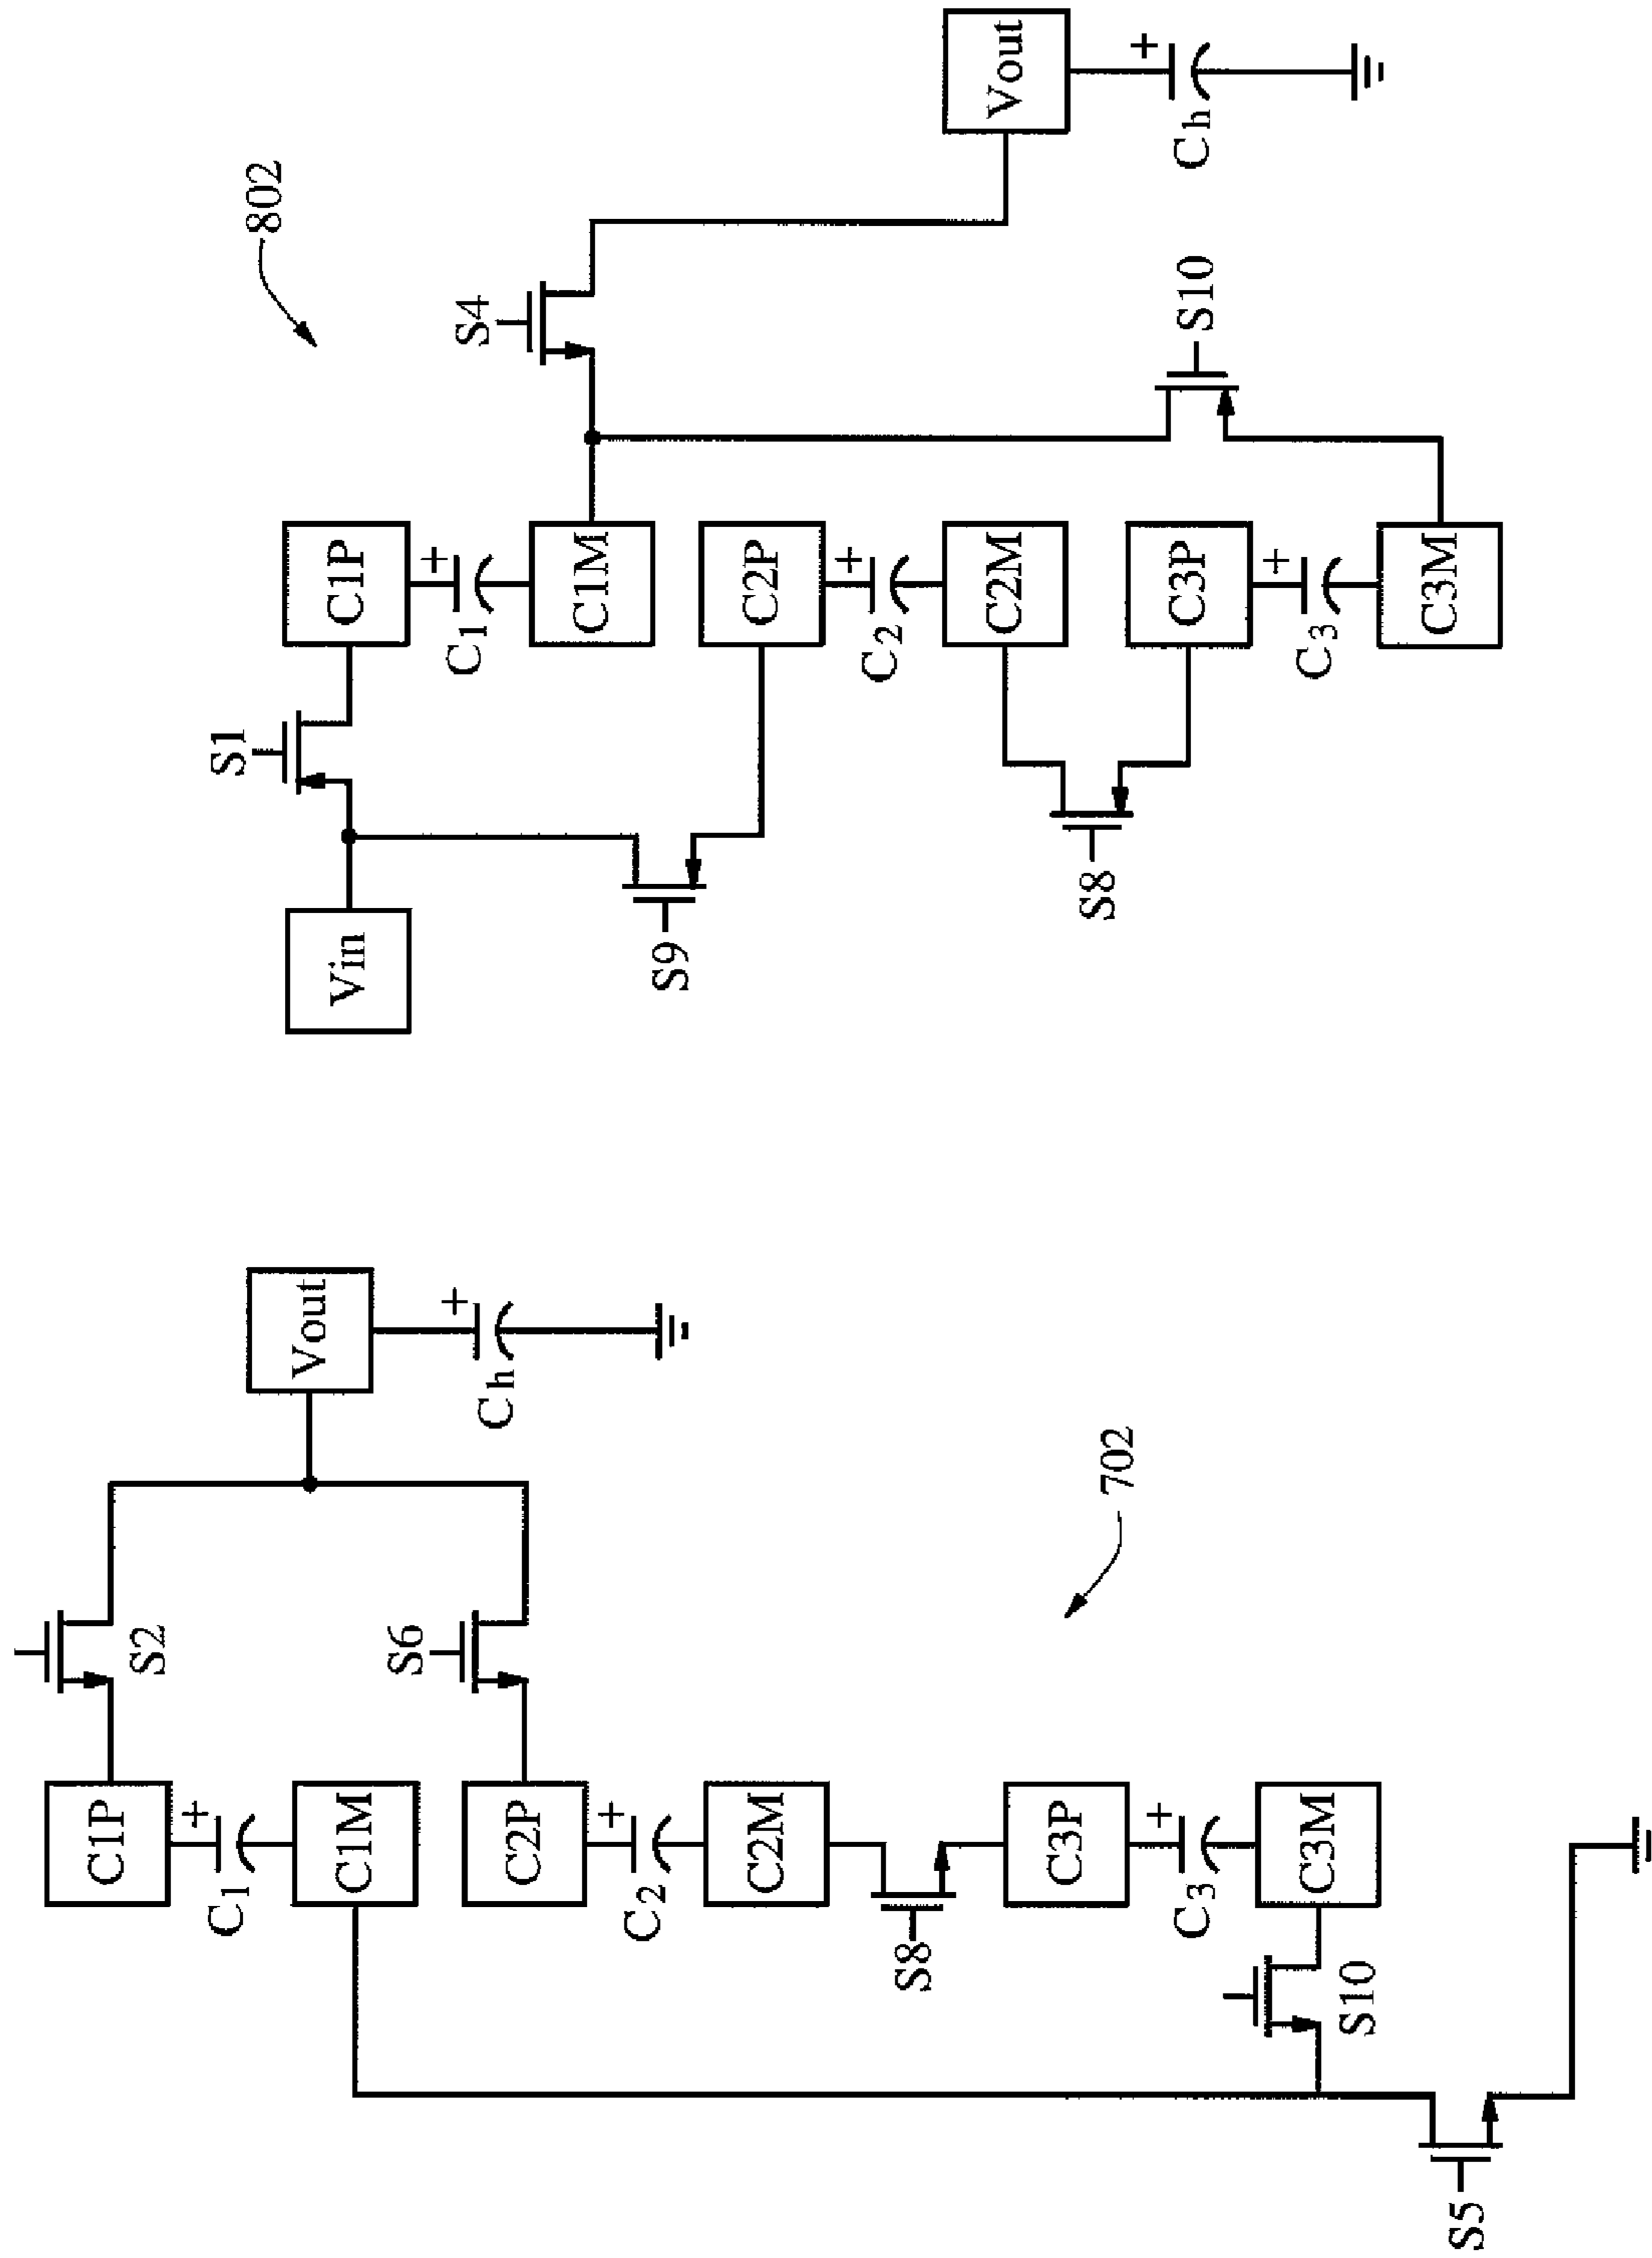 802
S1
S4
Vin
C1P
+
C1
C1M
Vout
+
Ch
S9
C2P
+
C2
C2M
S8
C3P
+
C3
C3M
S10
702
S2
C1P
+
C1
C1M
Vout
+
Ch
S6
C2P
+
C2
C2M
S8
C3P
+
C3
C3M
S10
S5